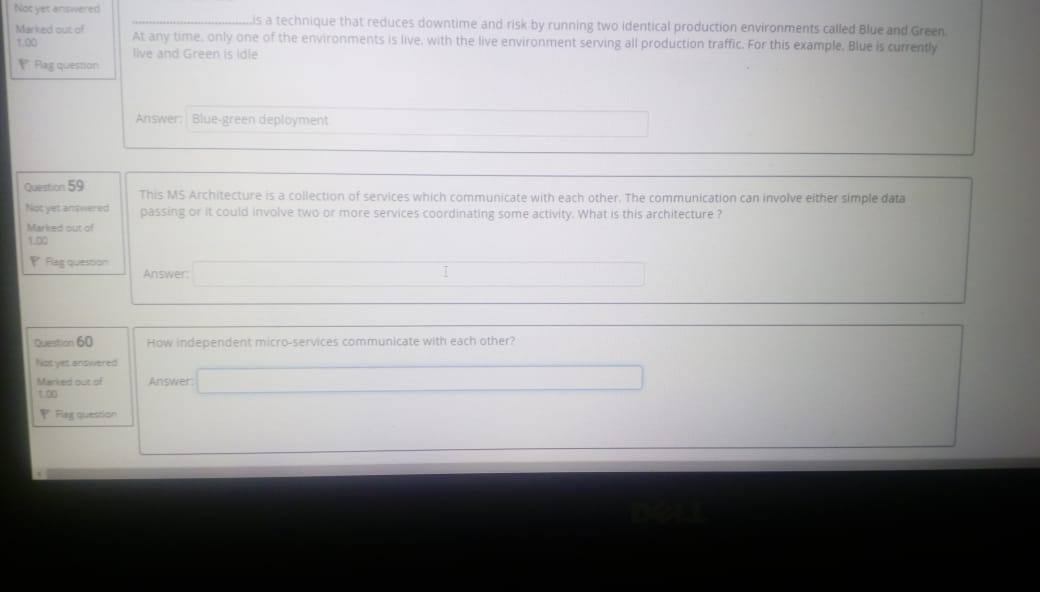 Not yet answered
Marked out of
1.00
Flag question
is a technique that reduces downtime and risk by running two identical production environments called Blue and Green.
At any time, only one of the environments is live, with the live environment serving all production traffic. For this example, Blue is currently
live and Green is idle
Answer: Blue-green deployment
Question 59
Not yet answered
Marked out of
1.00
Flag question
This MS Architecture is a collection of services which communicate with each other. The communication can involve either simple data
passing or it could involve two or more services coordinating some activity. What is this architecture ?
Answer:
Question 60
Not yet answered
Marked out of
1.00
Flag question
How independent micro-services communicate with each other?
Answer:
DELL